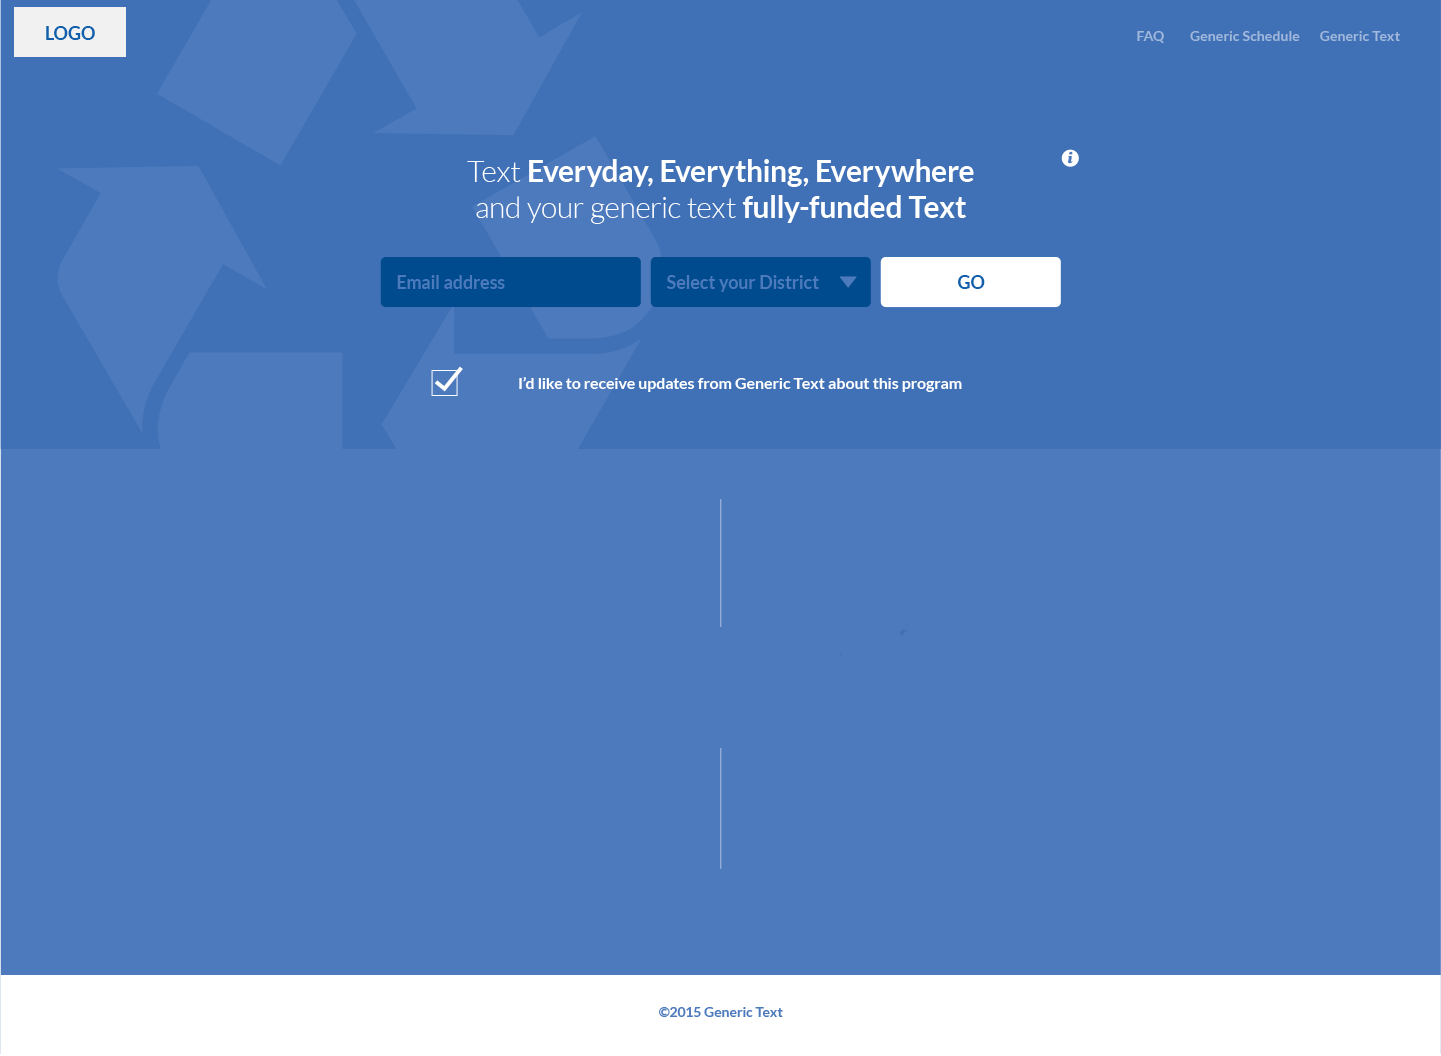 LOGO
FAQ
Generic Schedule
Generic Text
Text Everyday, Everything, Everywhere
and your generic text fully-funded Text
Email address
Select your District
GO
I’d like to receive updates from Generic Text about this program
©2015 Generic Text